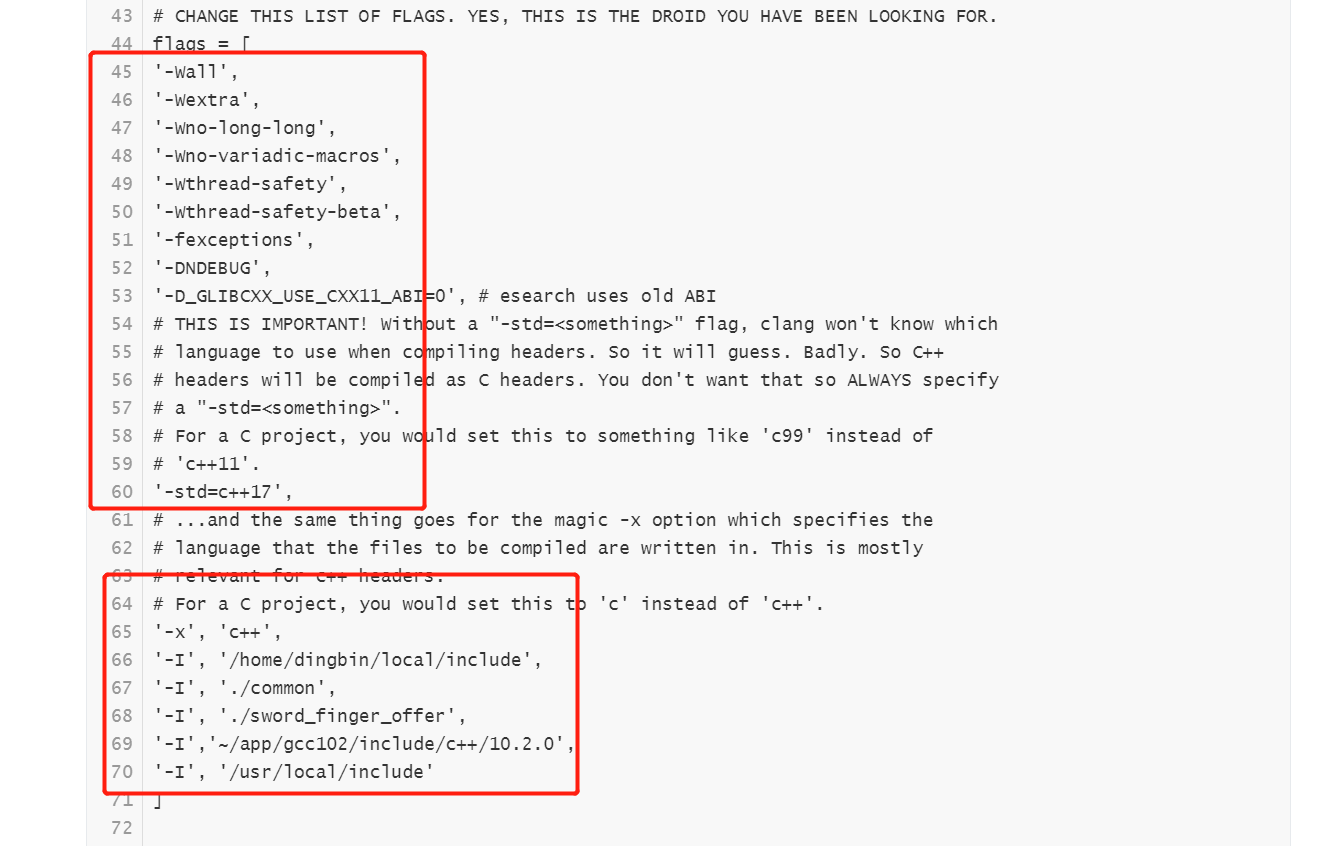 43 # CHANGE THIS LIST OF FLAGS. YES, THIS IS THE DROID YOU HAVE BEEN LOOKING FOR.
44 flags = [
45 '-Wall',
46 '-Wextra',
47 '-Wno-long-long',
48 '-Wno-variadic-macros',
49 '-Wthread-safety',
50 '-Wthread-safety-beta',
51 '-fexceptions',
52 '-DNDEBUG',
53 '-D_GLIBCXX_USE_CXX11_ABI=0', # esearch uses old ABI
54 # THIS IS IMPORTANT! Without a "-std=<something>" flag, clang won't know which
55 # language to use when compiling headers. So it will guess. Badly. So C++
56 # headers will be compiled as C headers. You don't want that so ALWAYS specify
57 # a "-std=<something>".
58 # For a C project, you would set this to something like 'c99' instead of
59 # 'c++11'.
60 '-std=c++17',
61 # ...and the same thing goes for the magic -x option which specifies the
62 # language that the files to be compiled are written in. This is mostly
63 # relevant for c++ headers.
64 # For a C project, you would set this to 'c' instead of 'c++'.
65 '-x', 'c++',
66 '-I', '/home/dingbin/local/include',
67 '-I', './common',
68 '-I', './sword_finger_offer',
69 '-I','~/app/gcc102/include/c++/10.2.0',
70 '-I', '/usr/local/include'
71 ]
72